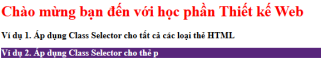 Chào mừng bạn đến với học phần Thiết kế Web
Ví dụ 1. Áp dụng Class Selector cho tất cả các loại thẻ HTML
Ví dụ 2. Áp dụng Class Selector cho thẻ p